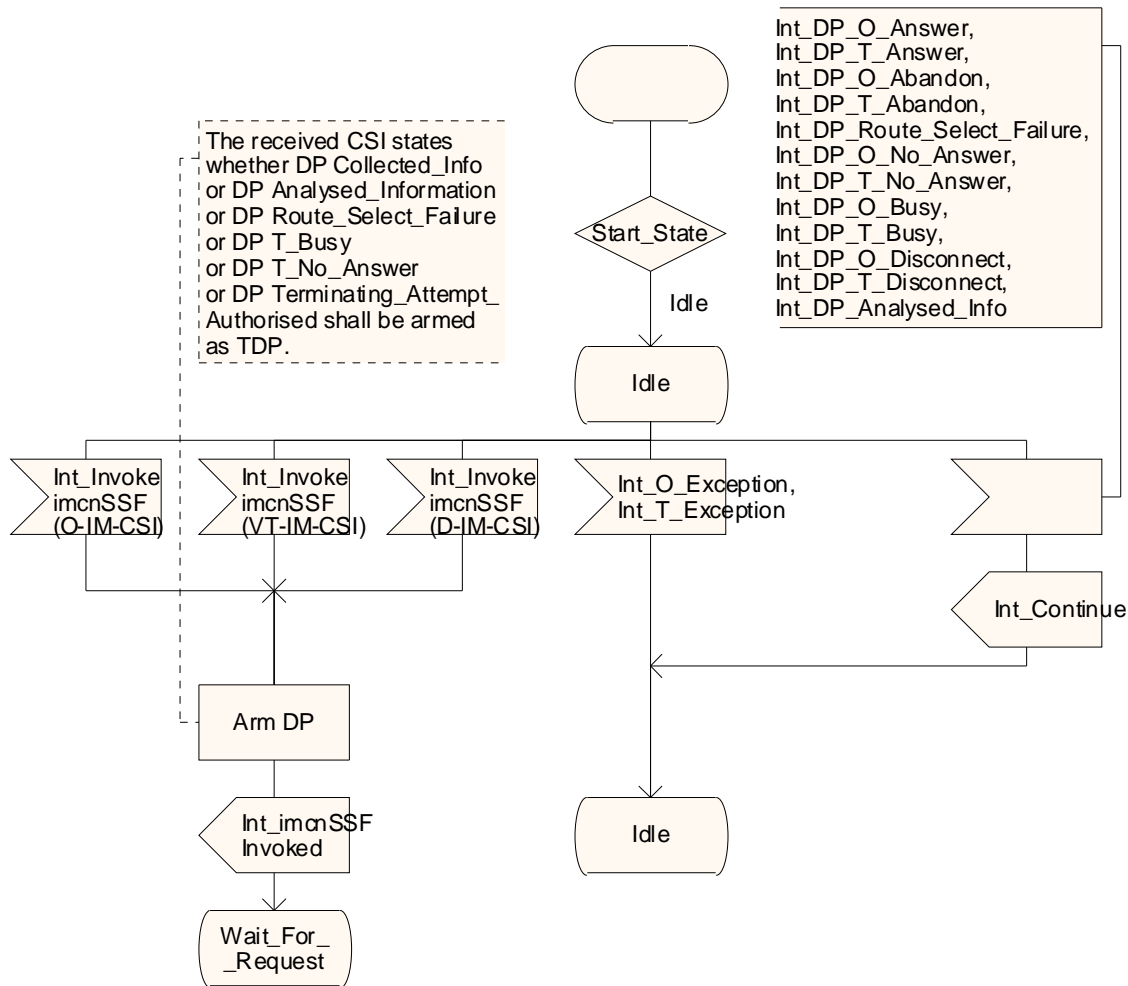 Int_DP_O_Answer,
Int_DP_T_Answer,
Int_DP_O_Abandon,
Int_DP_T_Abandon,
Int_DP_Route_Select_Failure,
Int_DP_O_No_Answer,
Int_DP_T_No_Answer,
Int_DP_O_Busy,
Int_DP_T_Busy,
Int_DP_O_Disconnect,
Int_DP_T_Disconnect,
Int_DP_Analysed_Info
The received CSI states
whether DP Collected_Info
or DP Analysed_Information
or DP Route_Select_Failure
or DP T_Busy
or DP T_No_Answer
or DP Terminating_Attempt_
Authorised shall be armed
as TDP.
Start_State
Idle
Idle
Int_Invoke
imcnSSF
(O-IM-CSI)
Int_Invoke
imcnSSF
(VT-IM-CSI)
Int_Invoke
imcnSSF
(D-IM-CSI)
Int_O_Exception,
Int_T_Exception
Int_Continue
Arm DP
Int_imcnSSF
Invoked
Idle
Wait_For_
_Request